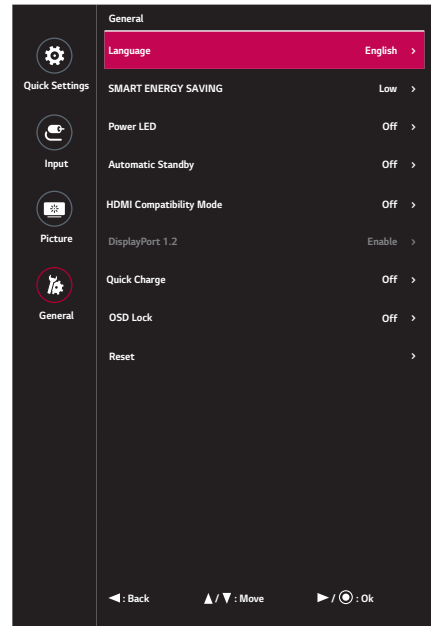 General
Language English >
Quick Settings
SMART ENERGY SAVING Low >
Power LED Off >
Input
Automatic Standby Off >
HDMI Compatibility Mode Off >
Picture
DisplayPort 1.2 Enable >
Quick Charge Off >
General
OSD Lock Off >
Reset >
◄ : Back ▲ / ▼ : Move ► / ◉ : Ok